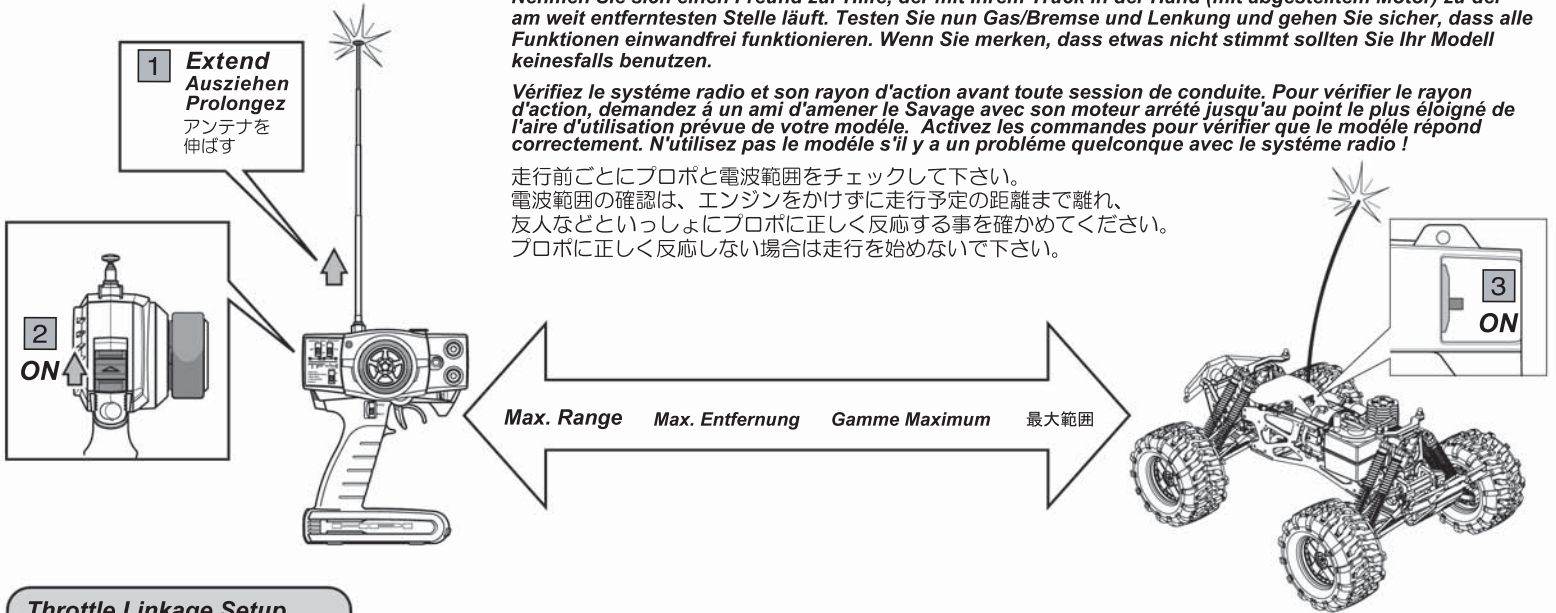 Nehmen Sie sich einen Freund zur Hilfe, der mit Ihrem Truck in der Hand (mit abgestelltem Motor) zu der
am weit entferntesten Stelle läuft. Testen Sie nun Gas/Bremse und Lenkung und gehen Sie sicher, dass alle
Funktionen einwandfrei funktionieren. Wenn Sie merken, dass etwas nicht stimmt sollten Sie Ihr Modell
keinesfalls benutzen.
Vérifiez le systéme radio et son rayon d'action avant toute session de conduite. Pour vérifier le rayon
d'action, demandez á un ami d'amener le Savage avec son moteur arrété jusqu'au point le plus éloigné de
l'aire d'utilisation prévue de votre modéle. Activez les commandes pour vérifier que le modéle répond
correctement. N'utilisez pas le modéle s'il y a un probléme quelconque avec le systéme radio !
走行前ごとにプロポと電波範囲をチェックして下さい。
電波範囲の確認は、エンジンをかけずに走行予定の距離まで離れ、
友人などといっしょにプロポに正しく反応する事を確かめてください。
プロポに正しく反応しない場合は走行を始めないで下さい。
1 Extend
Ausziehen
Prolongez
アンテナを
伸ばす
2
ON
3
ON
Max. Range Max. Entfernung Gamme Maximum 最大範囲
Throttle Linkage Setup